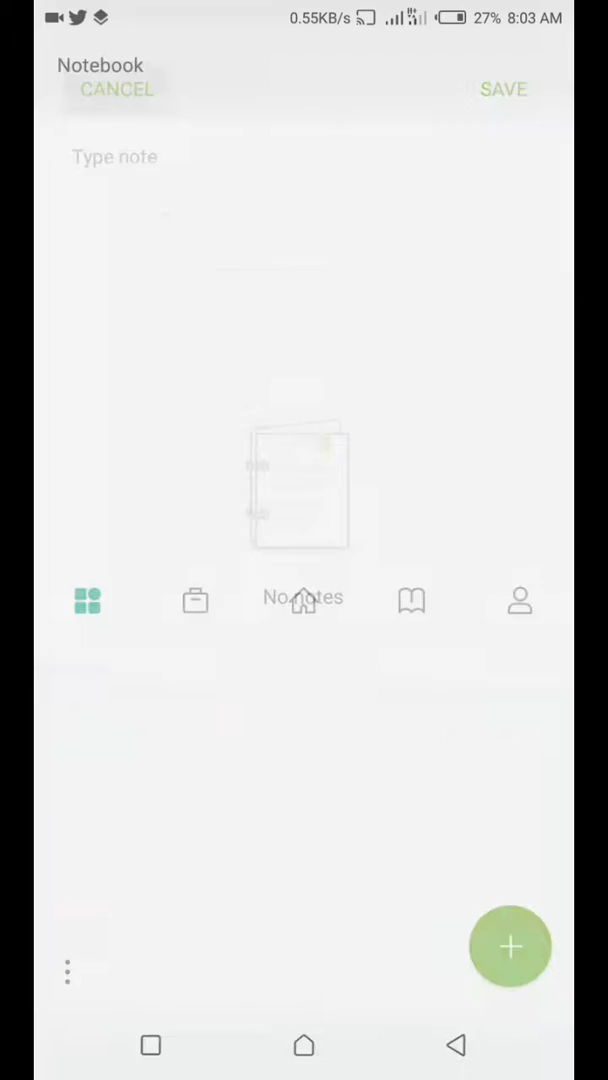 0.55KB/s H+ 27% 8:03 AM
Notebook
CANCEL SAVE
Type note
No notes